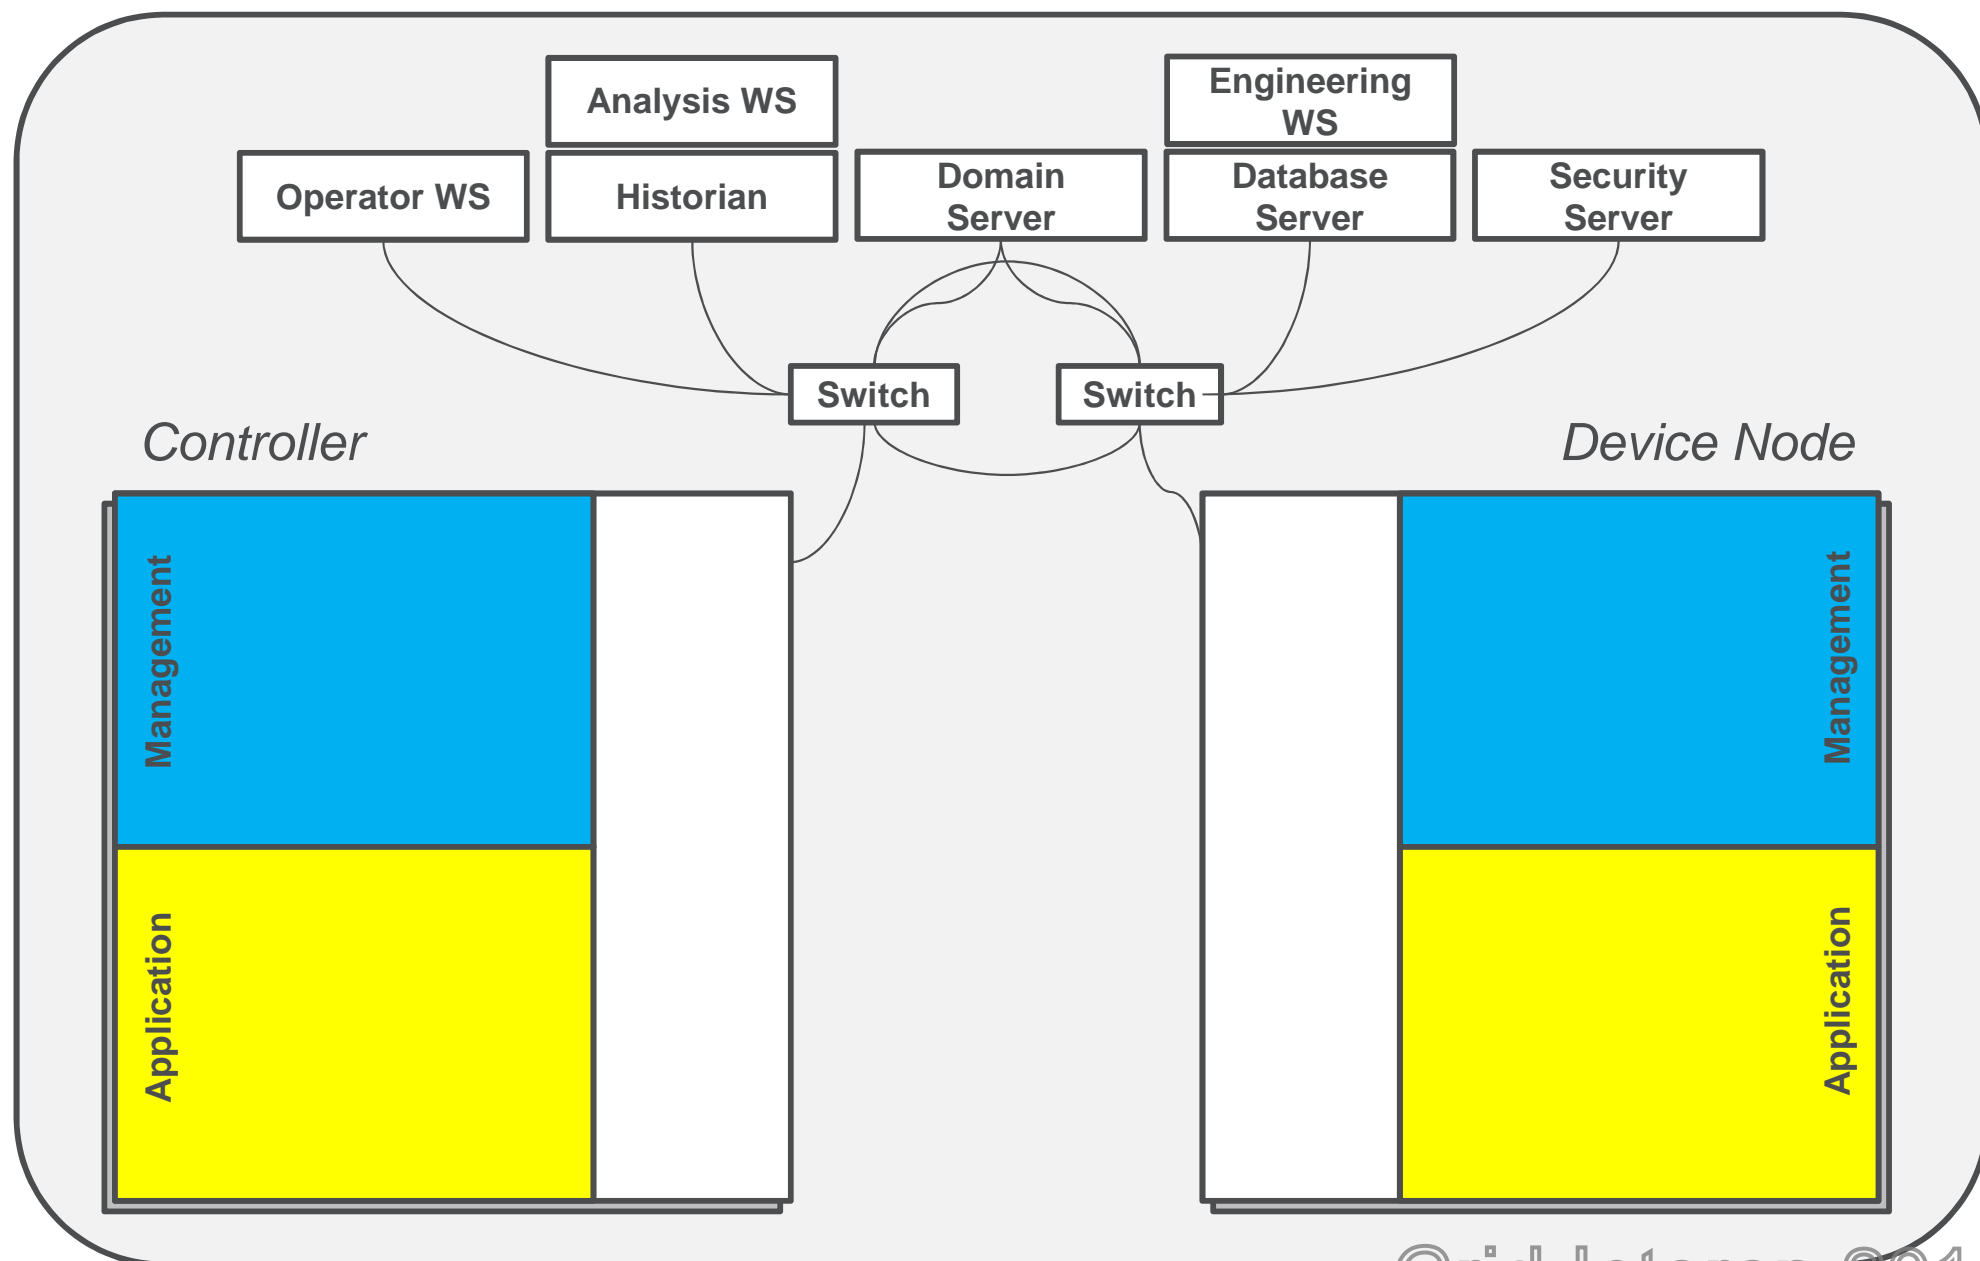 Analysis WS
Engineering
WS
Operator WS
Historian
Domain
Server
Database
Server
Security
Server
Switch
Switch
Controller
Device Node
Management
Management
Application
Application